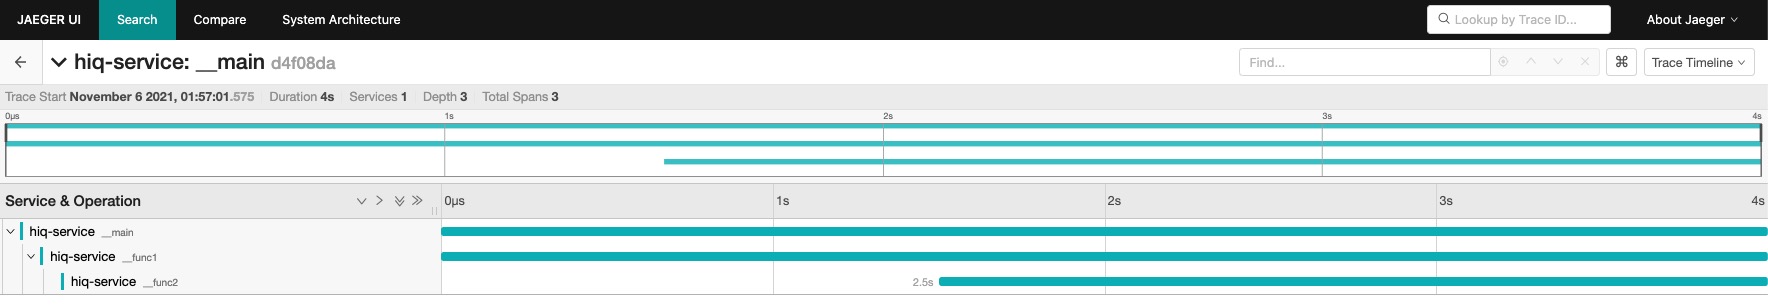 JAEGER UI Search Compare System Architecture Lookup by Trace ID... About Jaeger
hiq-service: __main d4f08da Find... ⌘ Trace Timeline
Trace Start November 6 2021, 01:57:01.575 Duration 4s Services 1 Depth 3 Total Spans 3
0μs 1s 2s 3s 4s
Service & Operation 0μs 1s 2s 3s 4s
hiq-service __main
hiq-service __func1
hiq-service __func2 2.5s